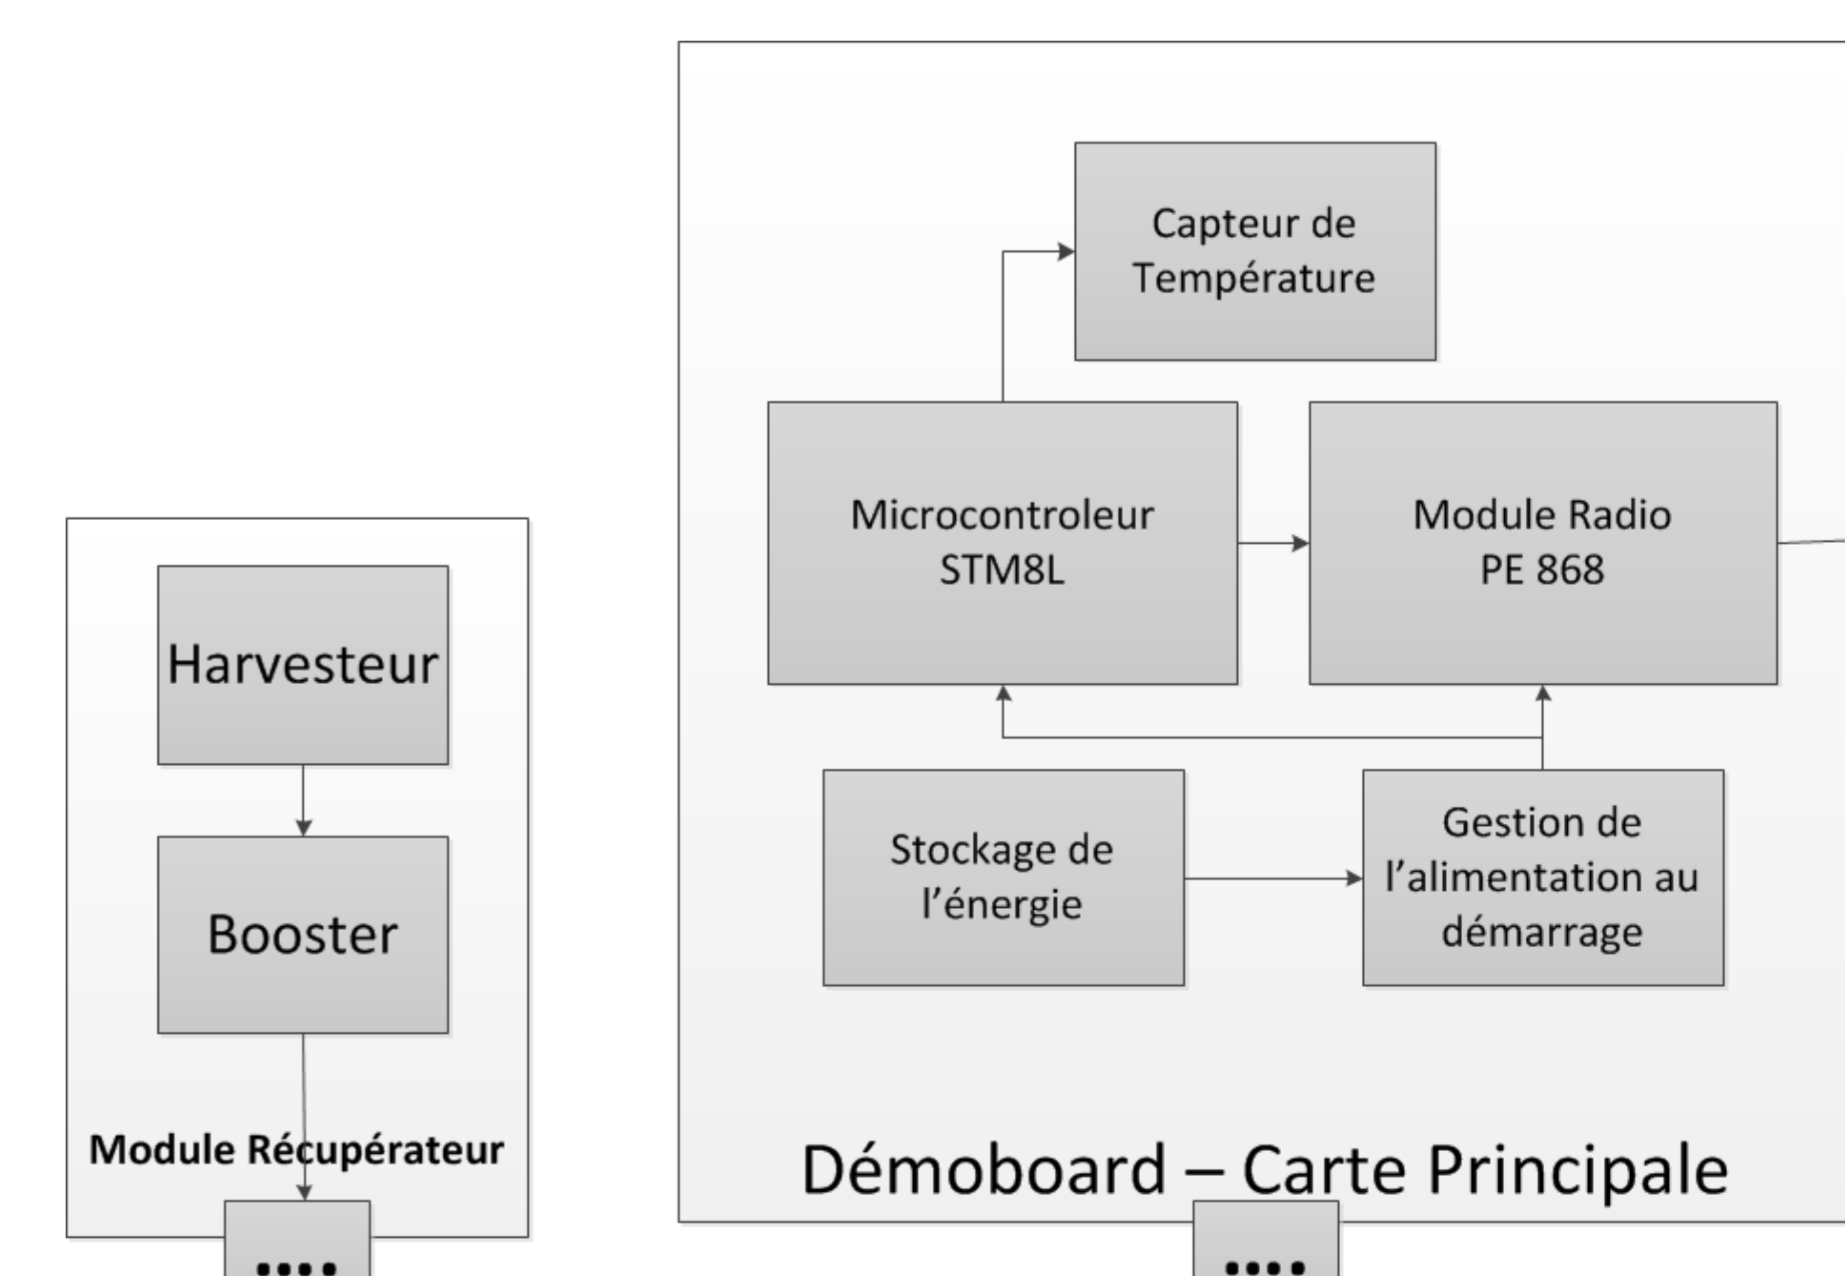 Capteur de
Température
Microcontroleur
STM8L
Module Radio
PE 868
Harvesteur
Booster
Stockage de
l’énergie
Gestion de
l’alimentation au
démarrage
Module Récupérateur
Démoboard – Carte Principale
....
....